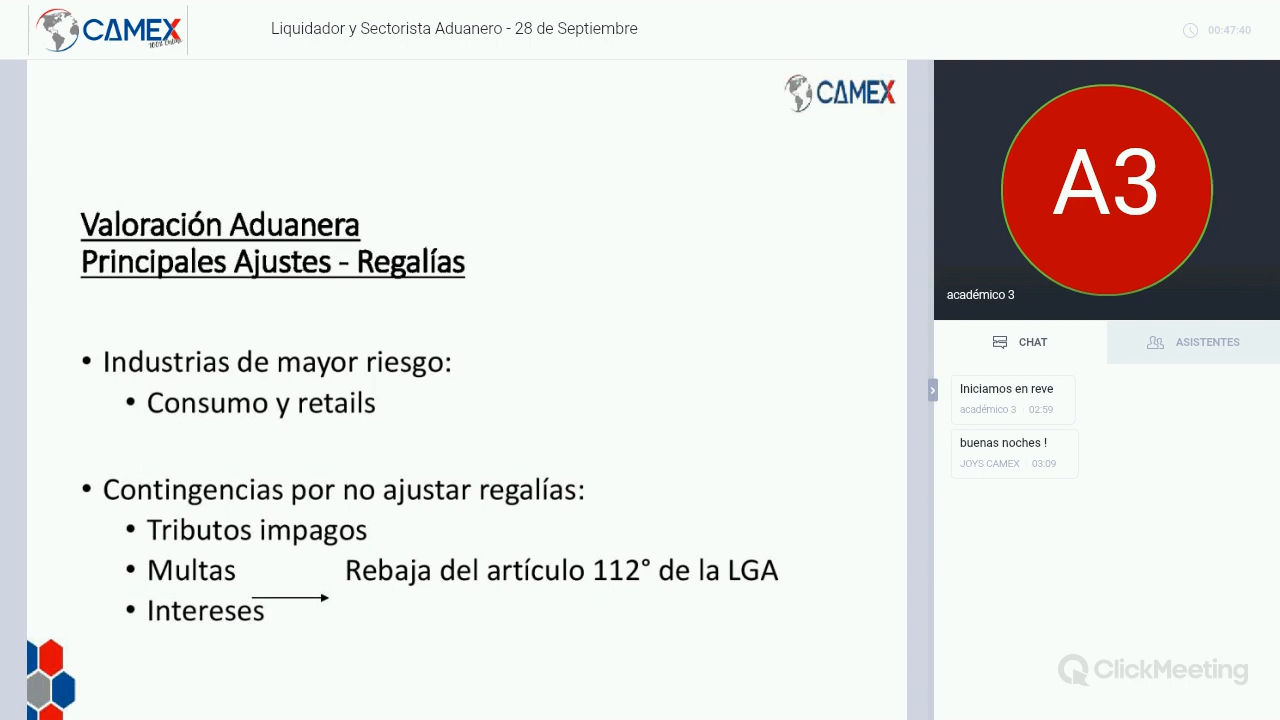 CAMEX
100% Online
Liquidador y Sectorista Aduanero - 28 de Septiembre
00:47:40
CAMEX
Valoración Aduanera
Principales Ajustes - Regalías
• Industrias de mayor riesgo:
• Consumo y retails
• Contingencias por no ajustar regalías:
• Tributos impagos
• Multas Rebaja del artículo 112° de la LGA
• Intereses
A3
académico 3
CHAT
ASISTENTES
Iniciamos en reve
académico 3 02:59
buenas noches !
JOYS CAMEX 03:09
ClickMeeting